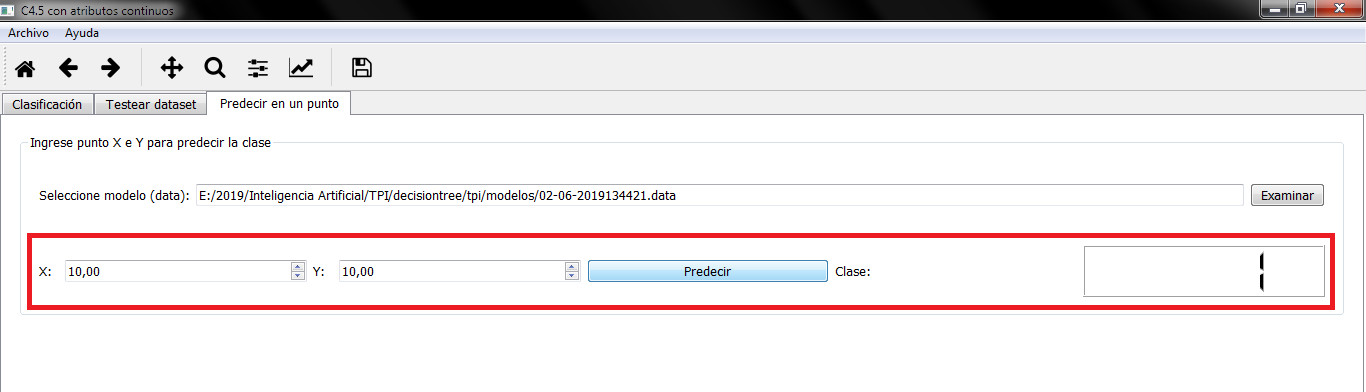 C4.5 con atributos continuos
Archivo Ayuda
Clasificación Testear dataset Predecir en un punto
Ingrese punto X e Y para predecir la clase
Seleccione modelo (data): E:/2019/Inteligencia Artificial/TPI/decisiontree/tpi/modelos/02-06-2019134421.data Examinar
X: 10,00 Y: 10,00 Predecir Clase: 1